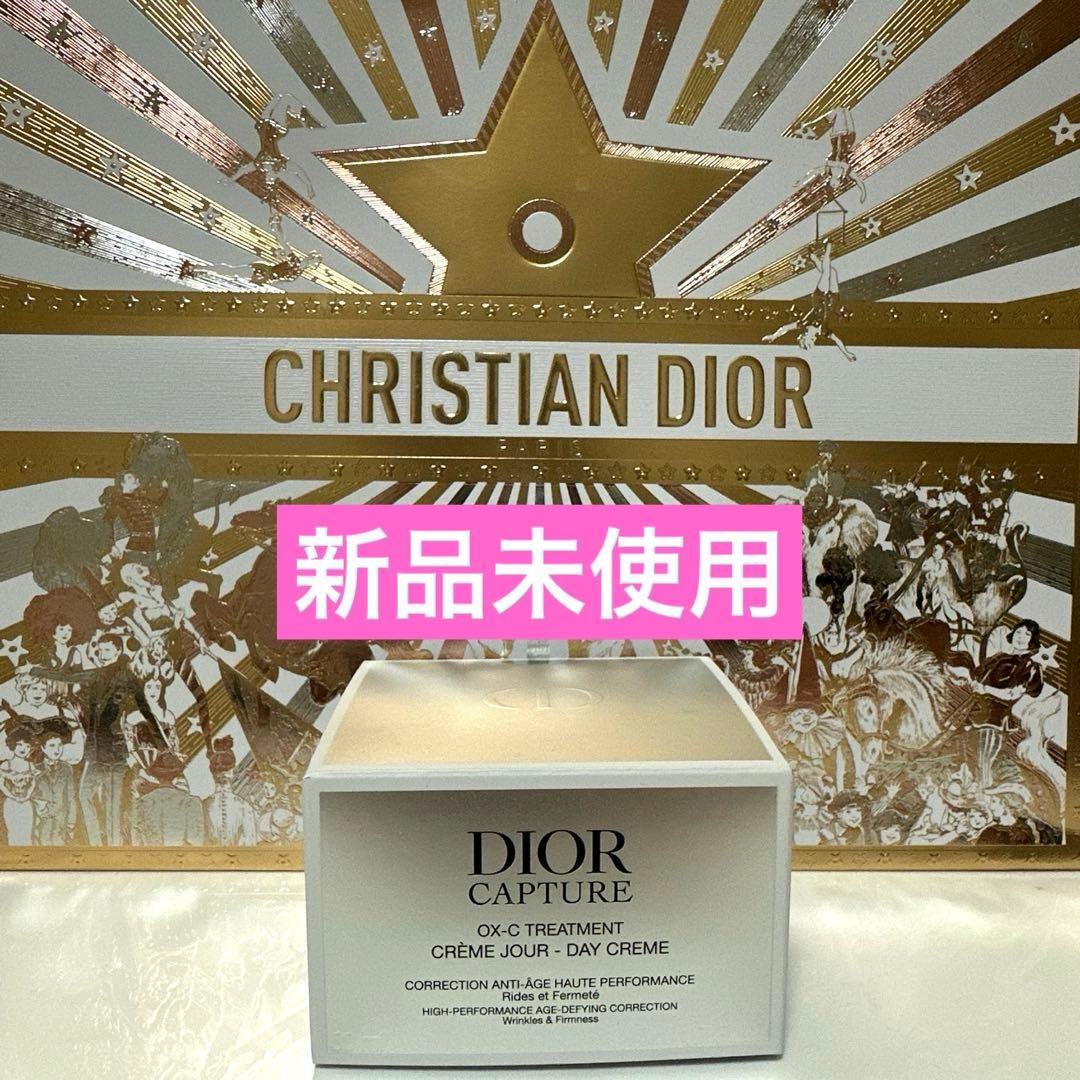 CHRISTIAN DIOR
PARIS
新品未使用
CD
DIOR
CAPTURE
OX-C TREATMENT
CRÈME JOUR - DAY CREME
CORRECTION ANTI-ÂGE HAUTE PERFORMANCE
Rides et Fermeté
HIGH-PERFORMANCE AGE-DEFYING CORRECTION
Wrinkles & Firmness